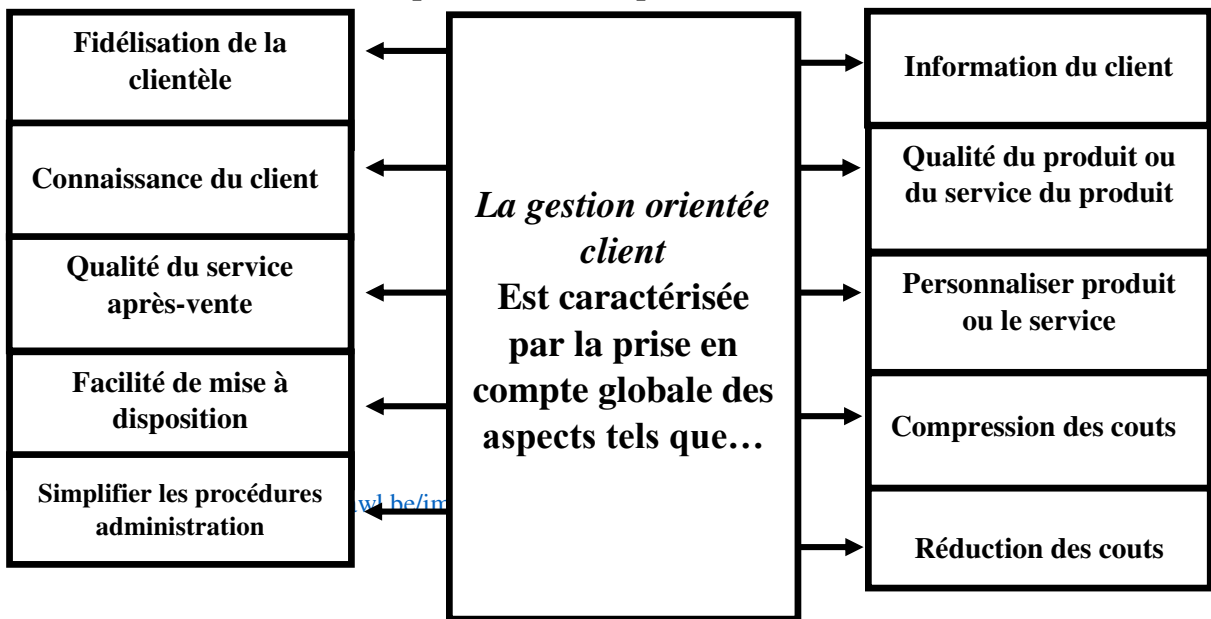 Fidélisation de la
clientèle
Connaissance du client
Qualité du service
après-vente
Facilité de mise à
disposition
Simplifier les procédures
administration
La gestion orientée
client
Est caractérisée
par la prise en
compte globale des
aspects tels que…
Information du client
Qualité du produit ou
du service du produit
Personnaliser produit
ou le service
Compression des couts
Réduction des couts